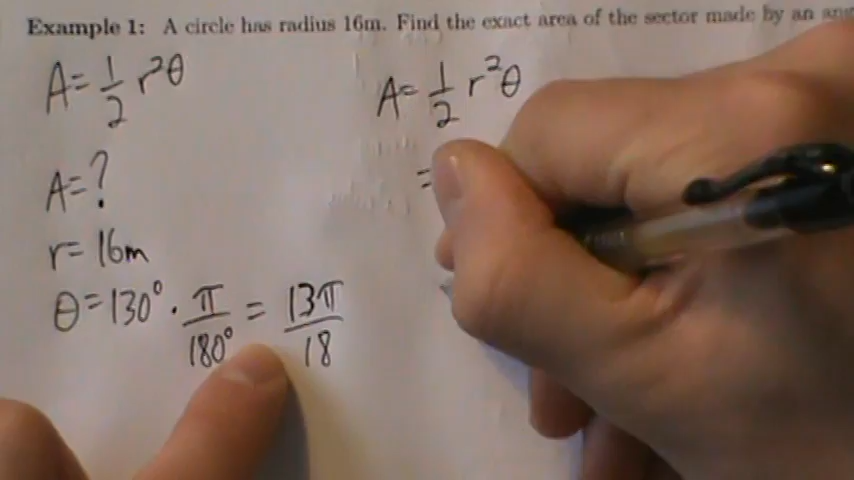 Example 1: A circle has radius 16m. Find the exact area of the sector made by an
A = 1/2 r²θ
A = ?
r = 16m
θ = 130° · π/180° = 13π/18
A = 1/2 r²θ
=